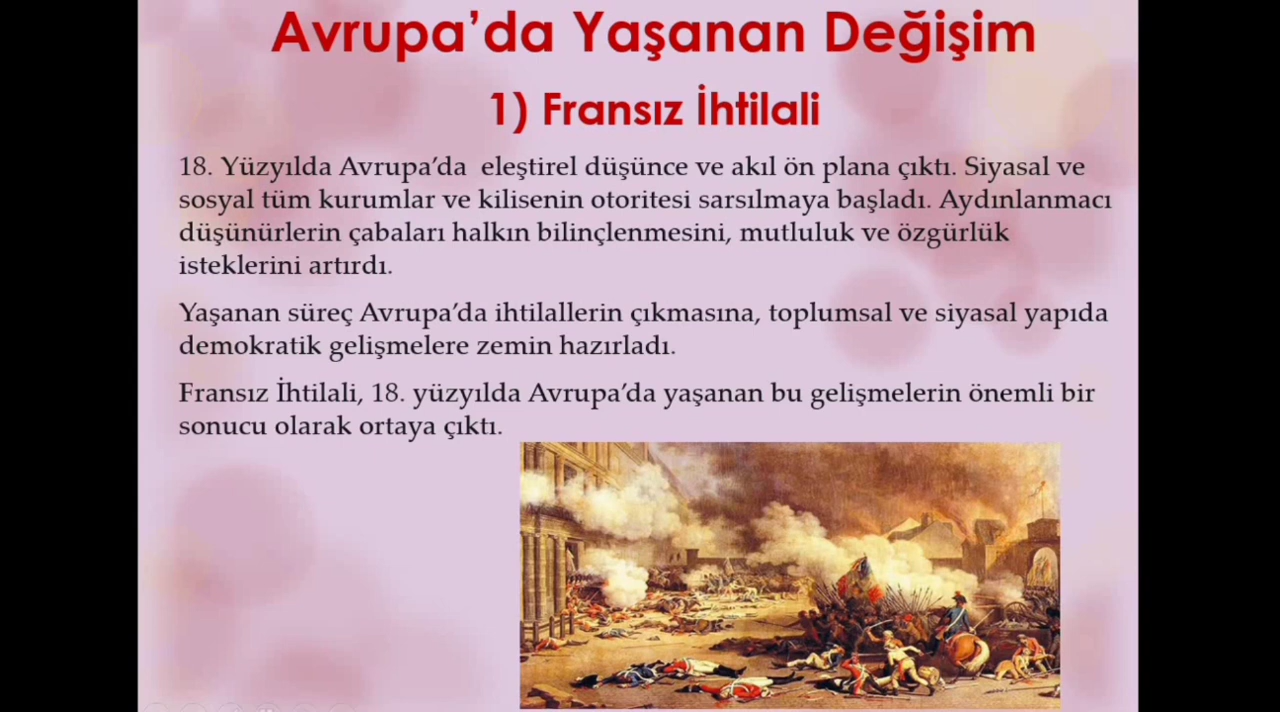 Avrupa’da Yaşanan Değişim
1) Fransız İhtilali
18. Yüzyılda Avrupa’da  eleştirel düşünce ve akıl ön plana çıktı. Siyasal ve
sosyal tüm kurumlar ve kilisenin otoritesi sarsılmaya başladı. Aydınlanmacı
düşünürlerin çabaları halkın bilinçlenmesini, mutluluk ve özgürlük
isteklerini artırdı.
Yaşanan süreç Avrupa’da ihtilallerin çıkmasına, toplumsal ve siyasal yapıda
demokratik gelişmelere zemin hazırladı.
Fransız İhtilali, 18. yüzyılda Avrupa’da yaşanan bu gelişmelerin önemli bir
sonucu olarak ortaya çıktı.